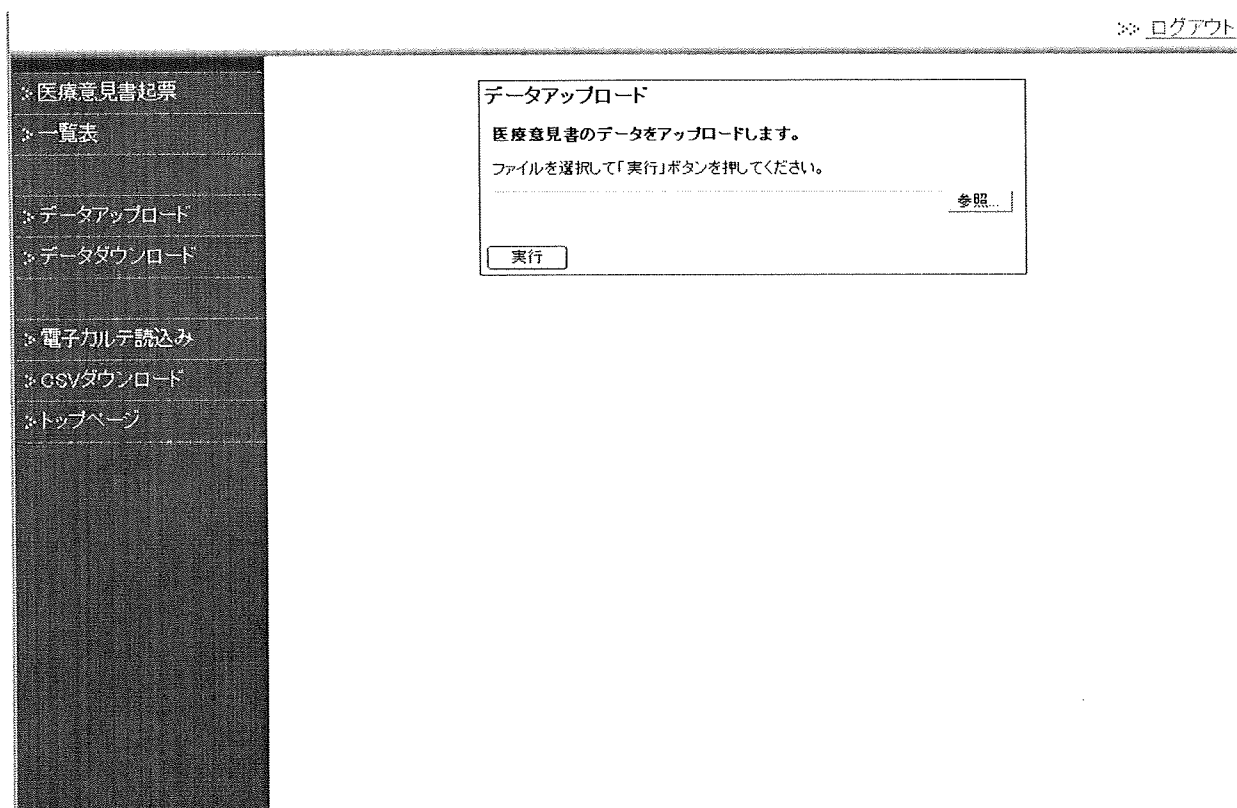 >> ログアウト
医療意見書起票
一覧表
データアップロード
データダウンロード
電子カルテ読込み
CSVダウンロード
トップページ
データアップロード
医療意見書のデータをアップロードします。
ファイルを選択して「実行」ボタンを押してください。
参照...
実行